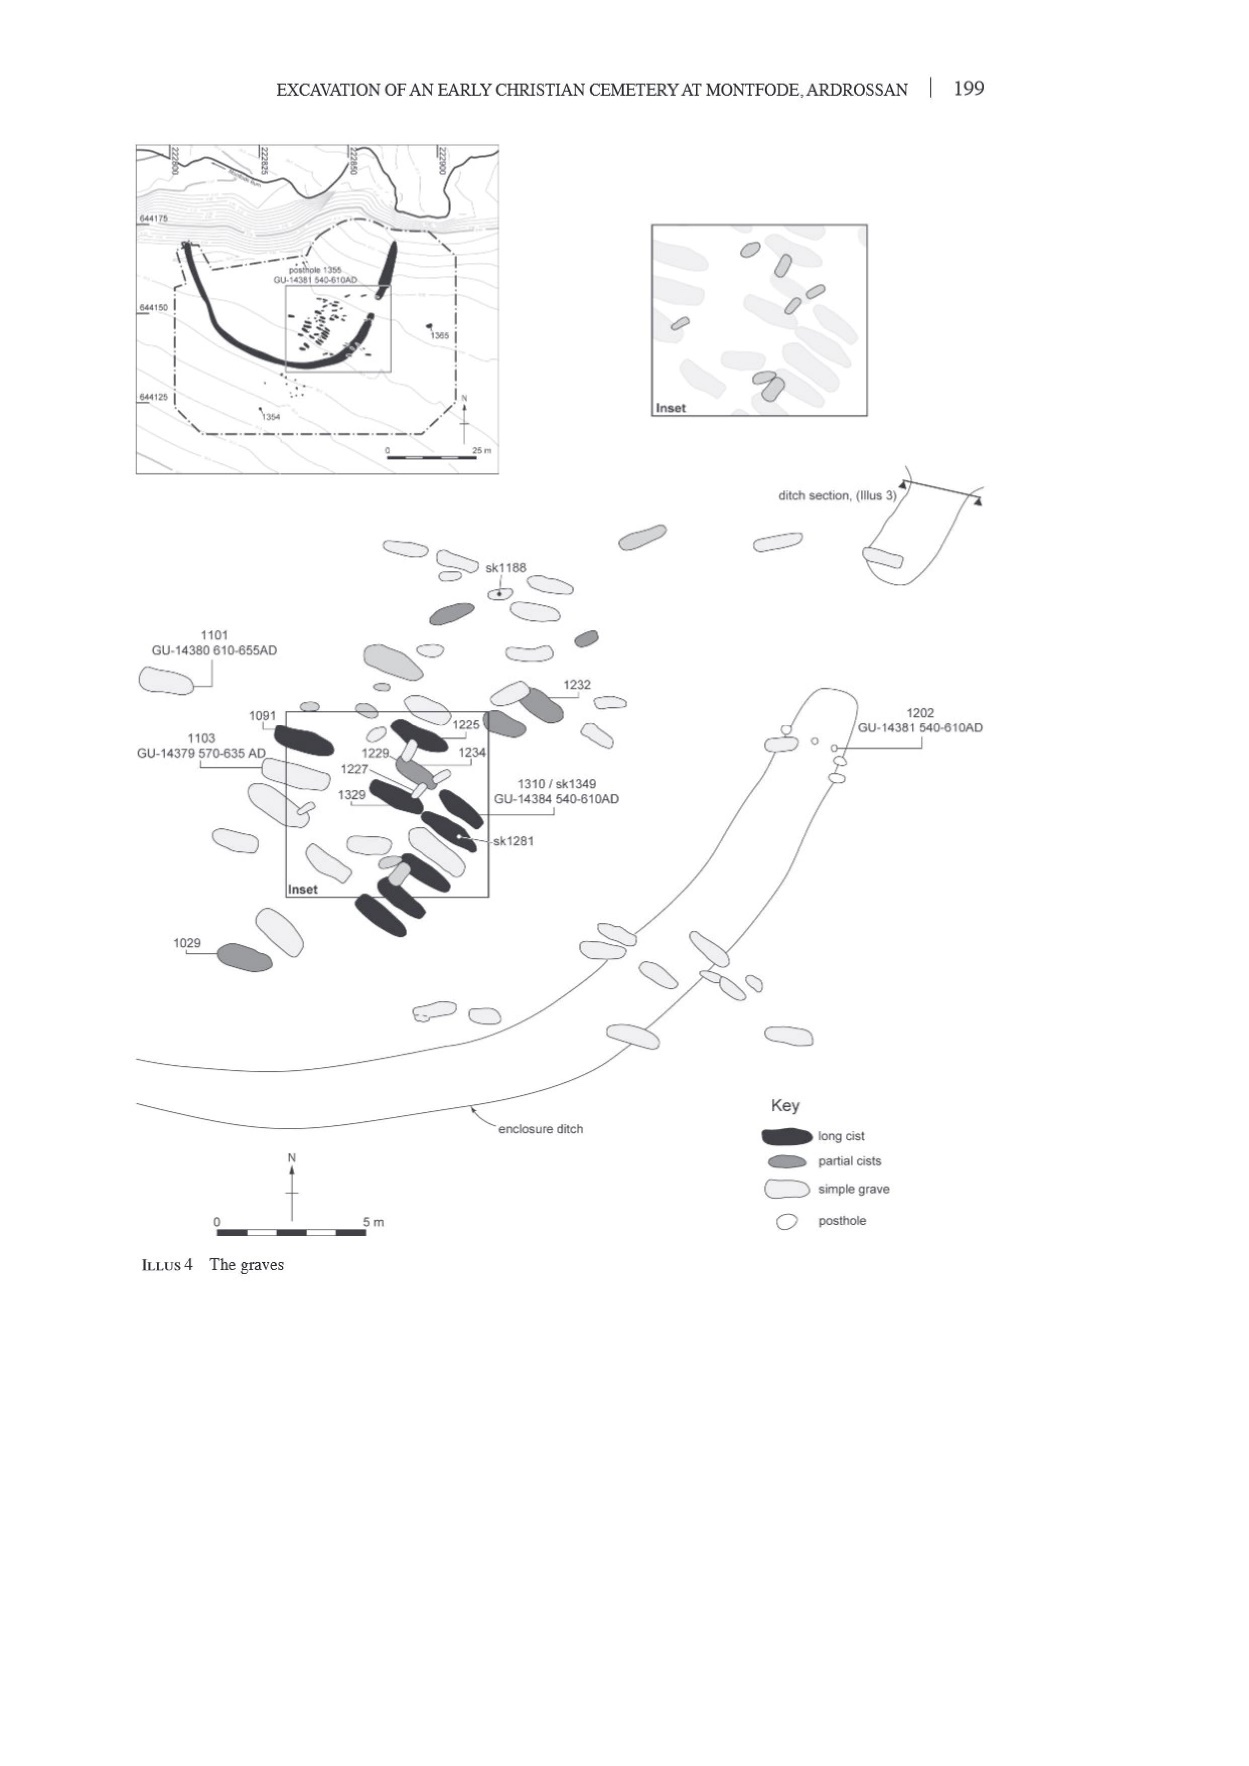 EXCAVATION OF AN EARLY CHRISTIAN CEMETERY AT MONTFODE, ARDROSSAN | 199
222600
222625
222650
222900
644175
posthole 1355
GU-14381 540-610AD
644150
1365
644125
1354
N
0 25 m
Inset
ditch section, (Illus 3)
sk1188
1101
GU-14380 610-655AD
1232
1091
1225
1202
GU-14381 540-610AD
1103
GU-14379 570-635 AD
1229
1234
1227
1329
1310 / sk1349
GU-14384 540-610AD
sk1281
Inset
1029
enclosure ditch
Key
long cist
partial cists
simple grave
posthole
N
0 5 m
ILLUS 4 The graves